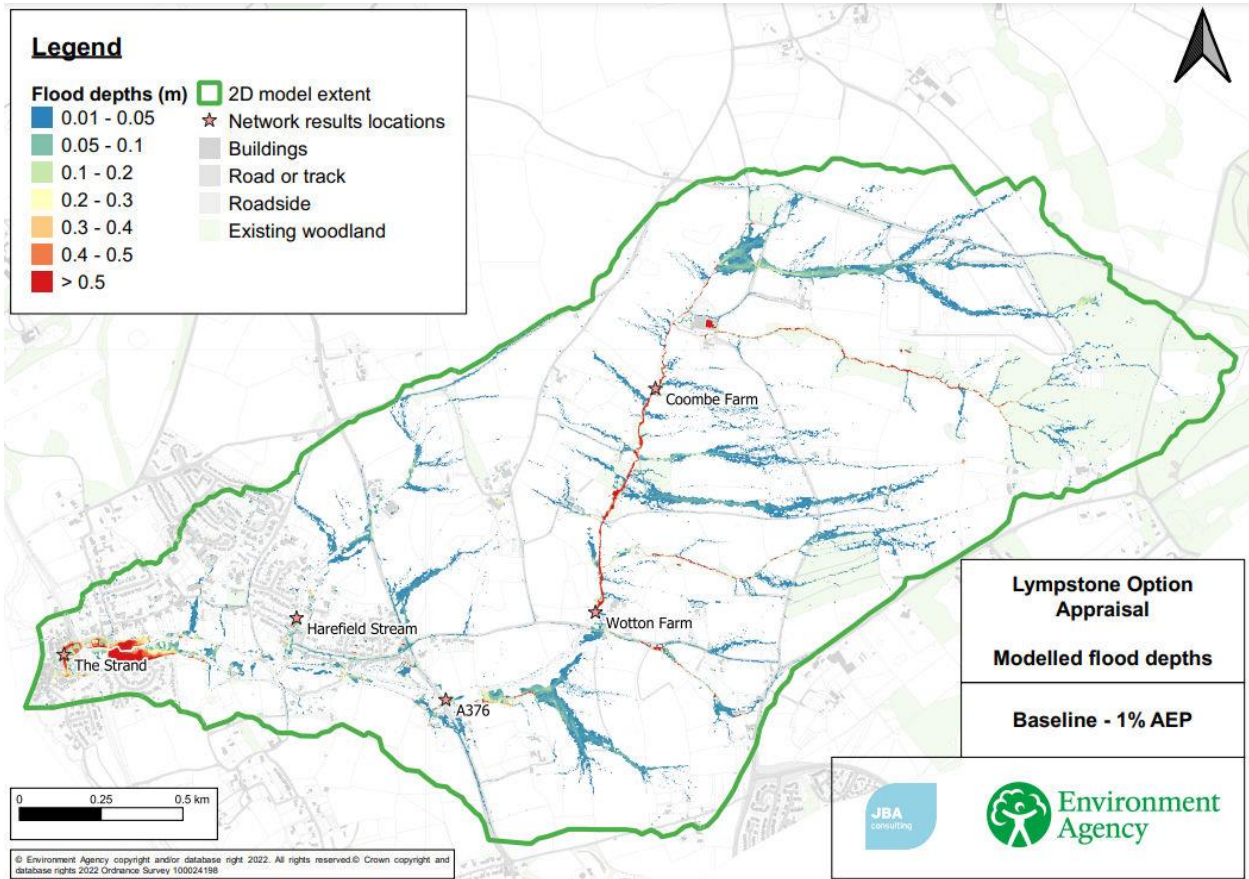 Legend
Flood depths (m)
0.01 - 0.05
0.05 - 0.1
0.1 - 0.2
0.2 - 0.3
0.3 - 0.4
0.4 - 0.5
> 0.5
2D model extent
Network results locations
Buildings
Road or track
Roadside
Existing woodland
Coombe Farm
Wotton Farm
Harefield Stream
The Strand
A376
Lympstone Option
Appraisal
Modelled flood depths
Baseline - 1% AEP
0 0.25 0.5 km
JBA
consulting
Environment
Agency
© Environment Agency copyright and/or database right 2022. All rights reserved.© Crown copyright and
database rights 2022 Ordnance Survey 100024198